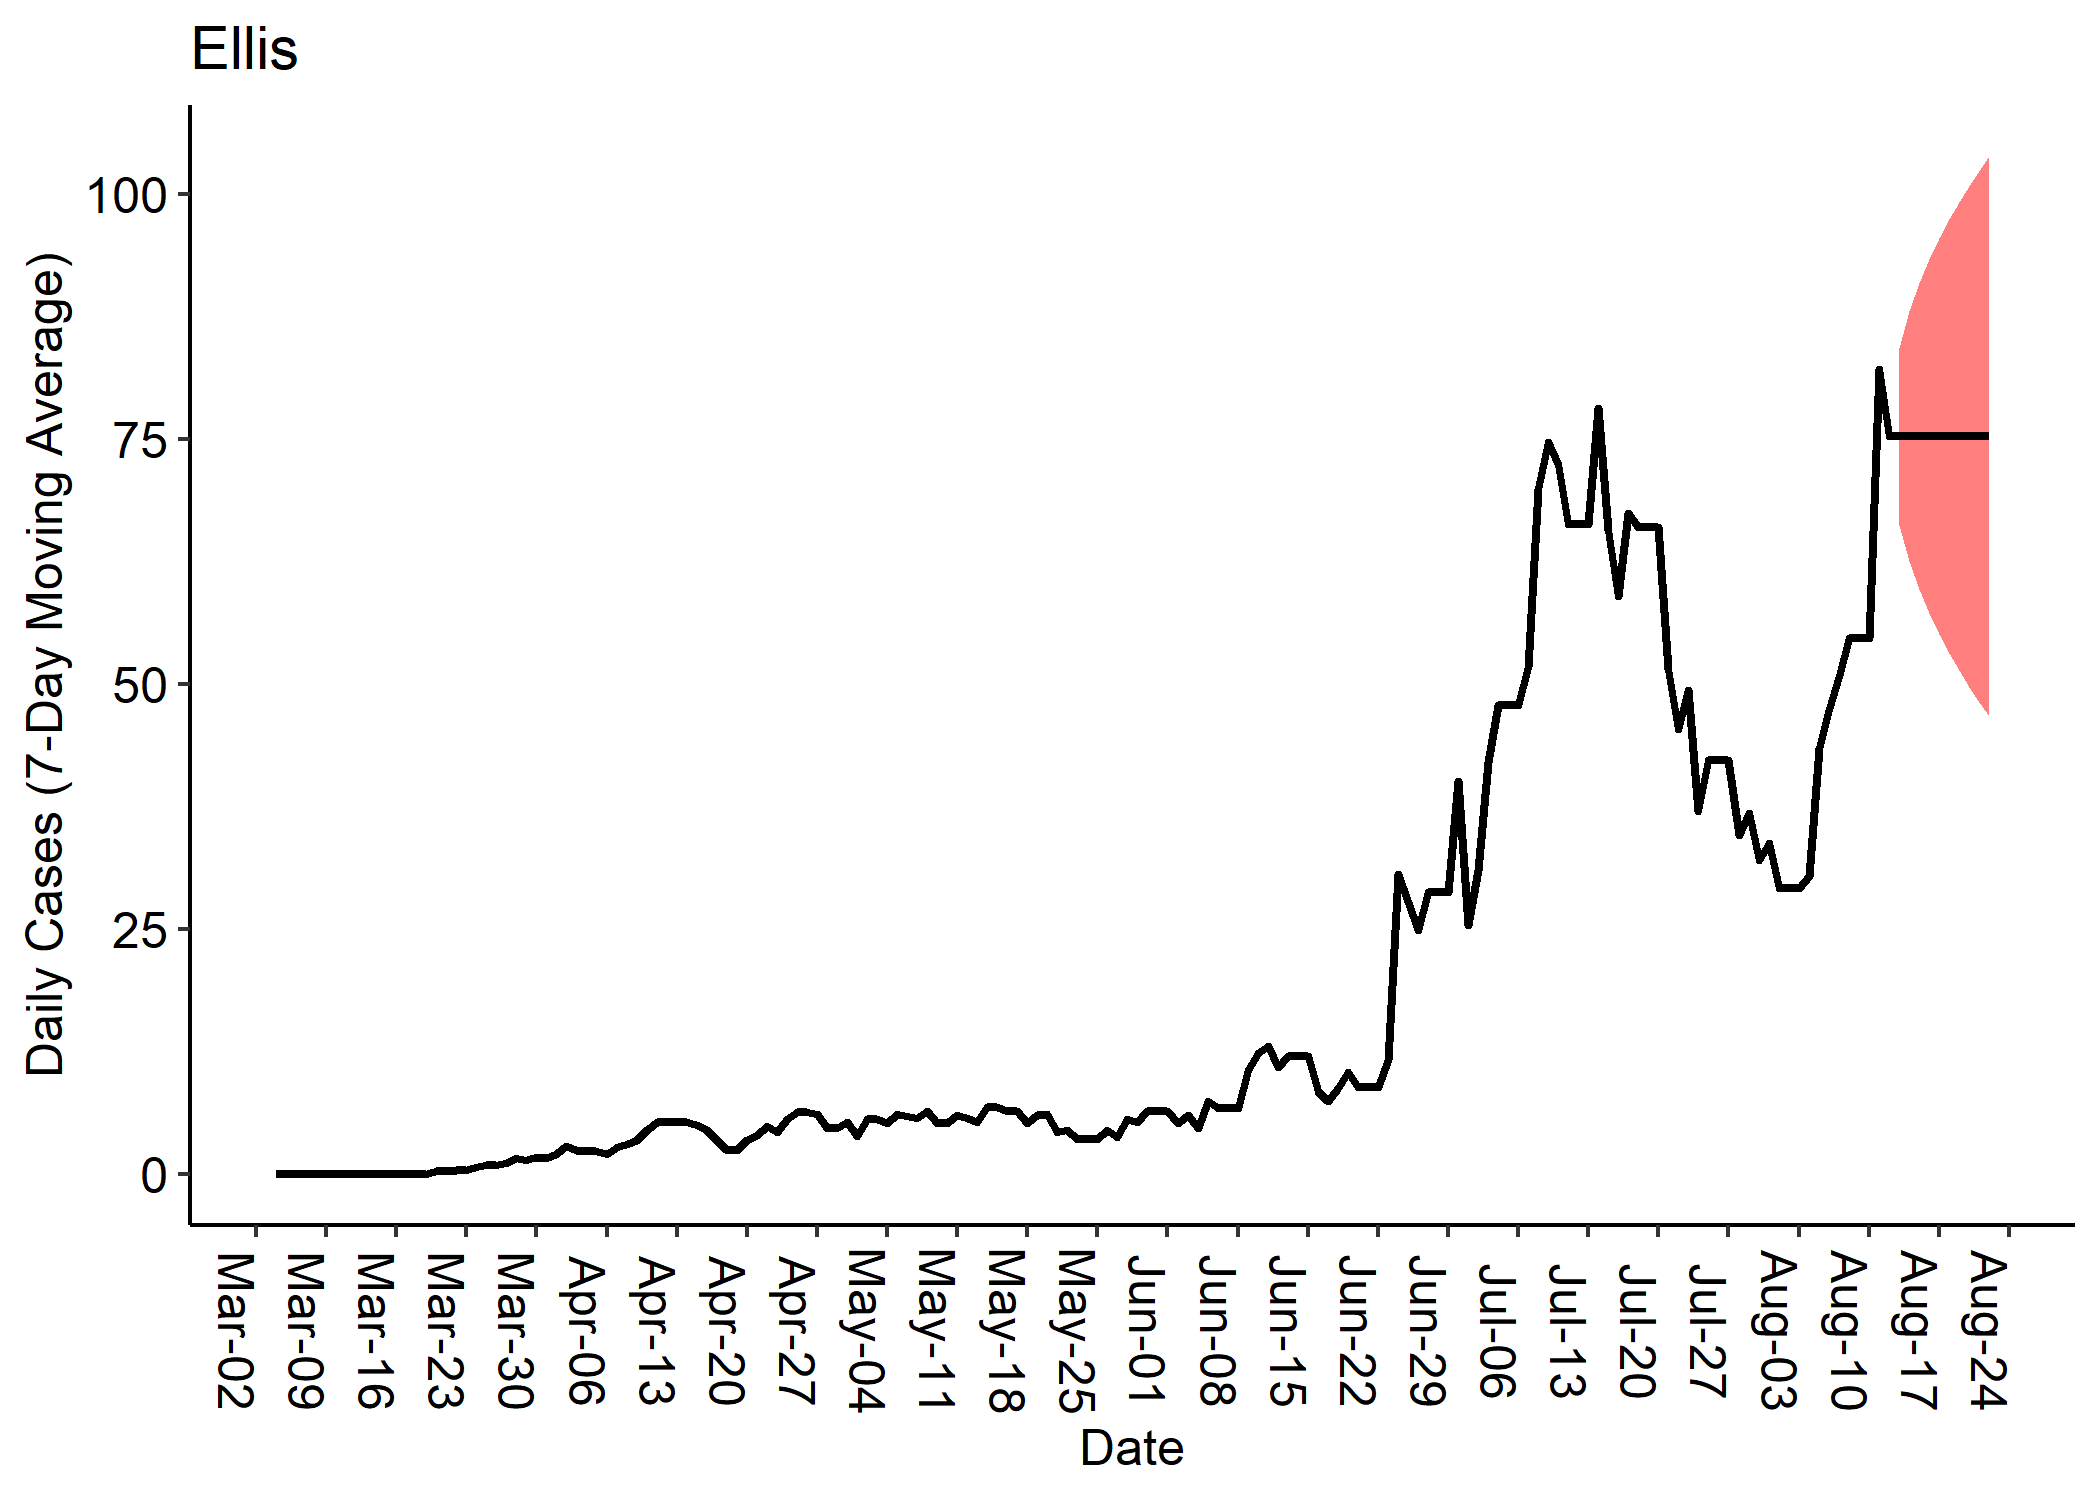 Ellis
Daily Cases (7-Day Moving Average)
100
75
50
25
0
Mar-02
Mar-09
Mar-16
Mar-23
Mar-30
Apr-06
Apr-13
Apr-20
Apr-27
May-04
May-11
May-18
May-25
Jun-01
Jun-08
Jun-15
Jun-22
Jun-29
Jul-06
Jul-13
Jul-20
Jul-27
Aug-03
Aug-10
Aug-17
Aug-24
Date